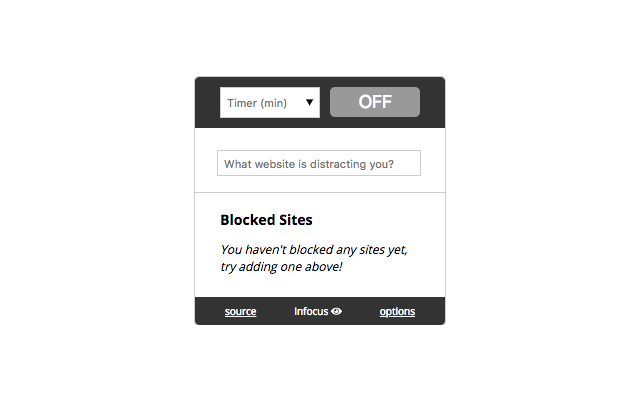 Timer (min)
OFF
What website is distracting you?
Blocked Sites
You haven't blocked any sites yet,
try adding one above!
source
Infocus
options